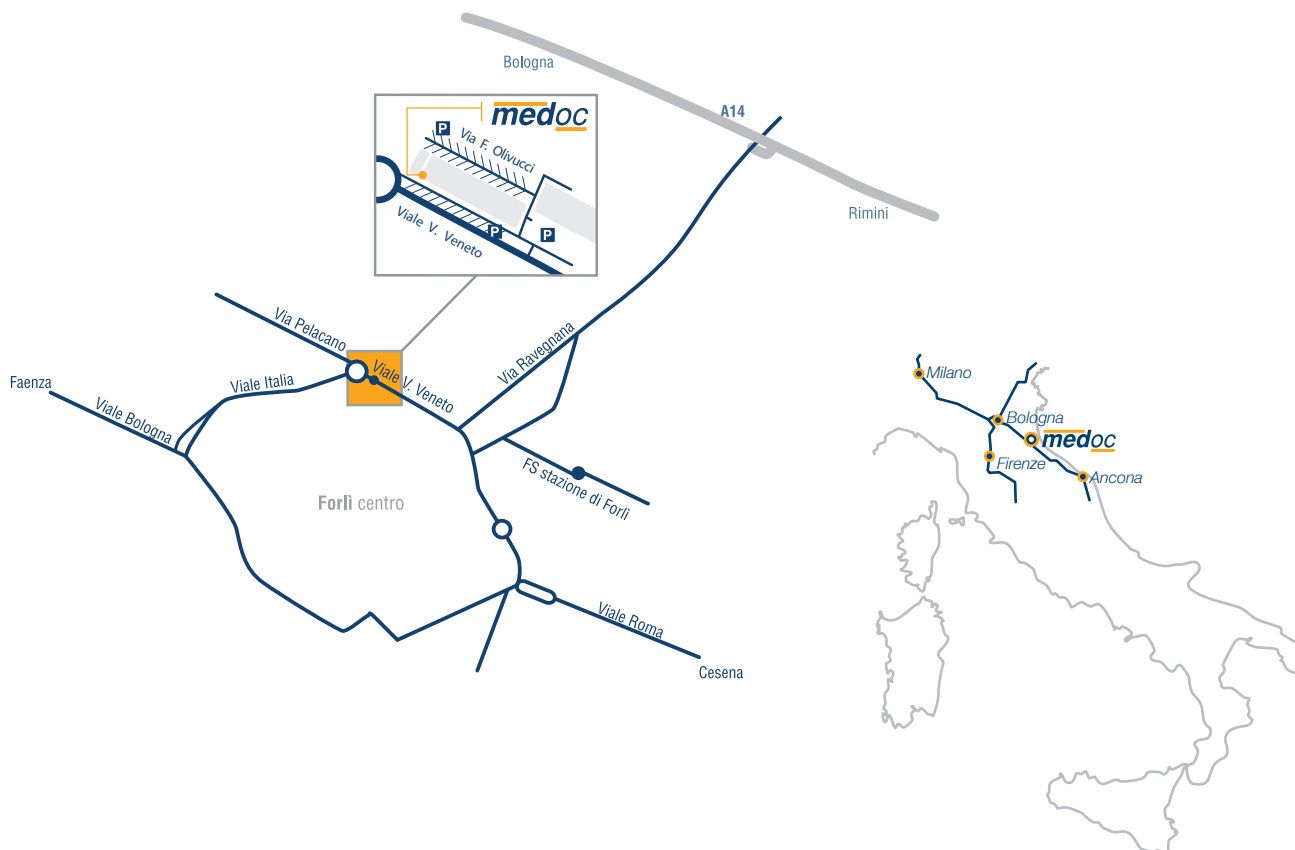 Bologna
A14
Rimini
medoc
P
Via F. Olivucci
Viale V. Veneto
P
P
Via Pelacano
Viale V. Veneto
Via Ravegnana
Viale Italia
Faenza
Viale Bologna
FS stazione di Forlì
Forlì centro
Viale Roma
Cesena
Milano
Bologna
medoc
Firenze
Ancona